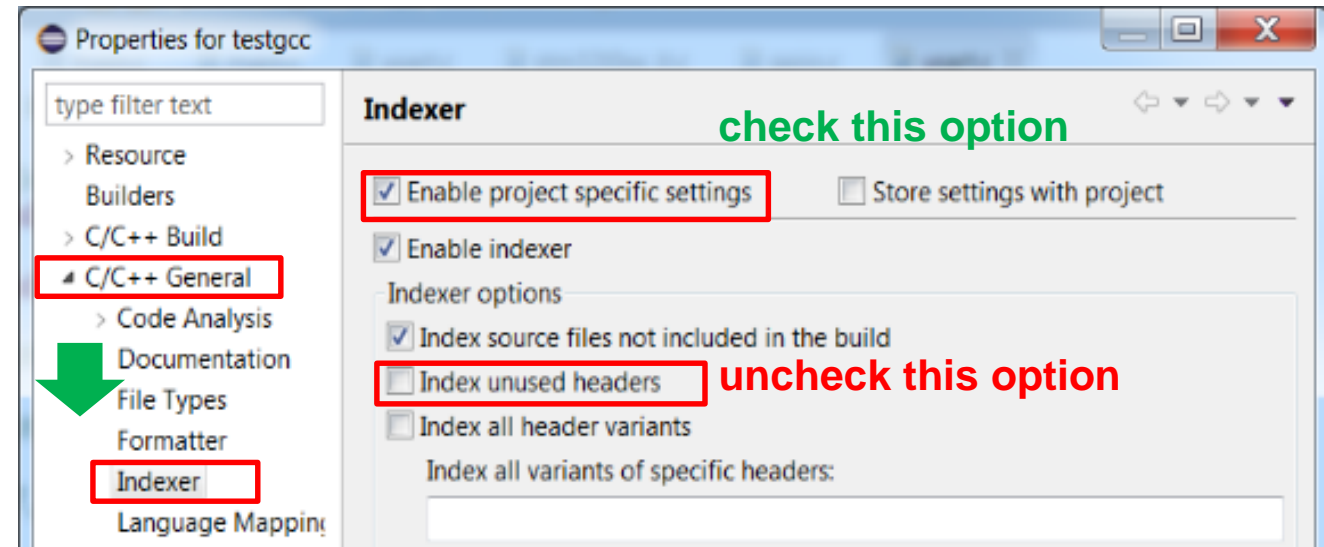 Properties for testgcc
type filter text
Resource
Builders
C/C++ Build
C/C++ General
Code Analysis
Documentation
File Types
Formatter
Indexer
Language Mapping
Indexer
check this option
Enable project specific settings
Store settings with project
Enable indexer
Indexer options
Index source files not included in the build
Index unused headers
uncheck this option
Index all header variants
Index all variants of specific headers: